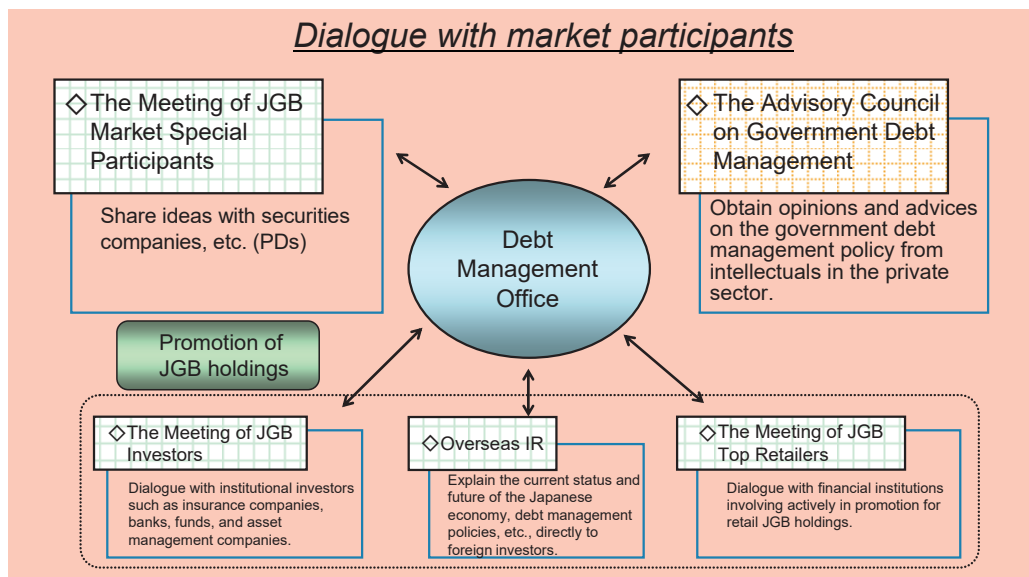 Dialogue with market participants
◇The Meeting of JGB
Market Special
Participants
Share ideas with securities
companies, etc. (PDs)
◇The Advisory Council
on Government Debt
Management
Obtain opinions and advices
on the government debt
management policy from
intellectuals in the private
sector.
Debt
Management
Office
Promotion of
JGB holdings
◇The Meeting of JGB
Investors
Dialogue with institutional investors
such as insurance companies,
banks, funds, and asset
management companies.
◇Overseas IR
Explain the current status and
future of the Japanese
economy, debt management
policies, etc., directly to
foreign investors.
◇The Meeting of JGB
Top Retailers
Dialogue with financial institutions
involving actively in promotion for
retail JGB holdings.